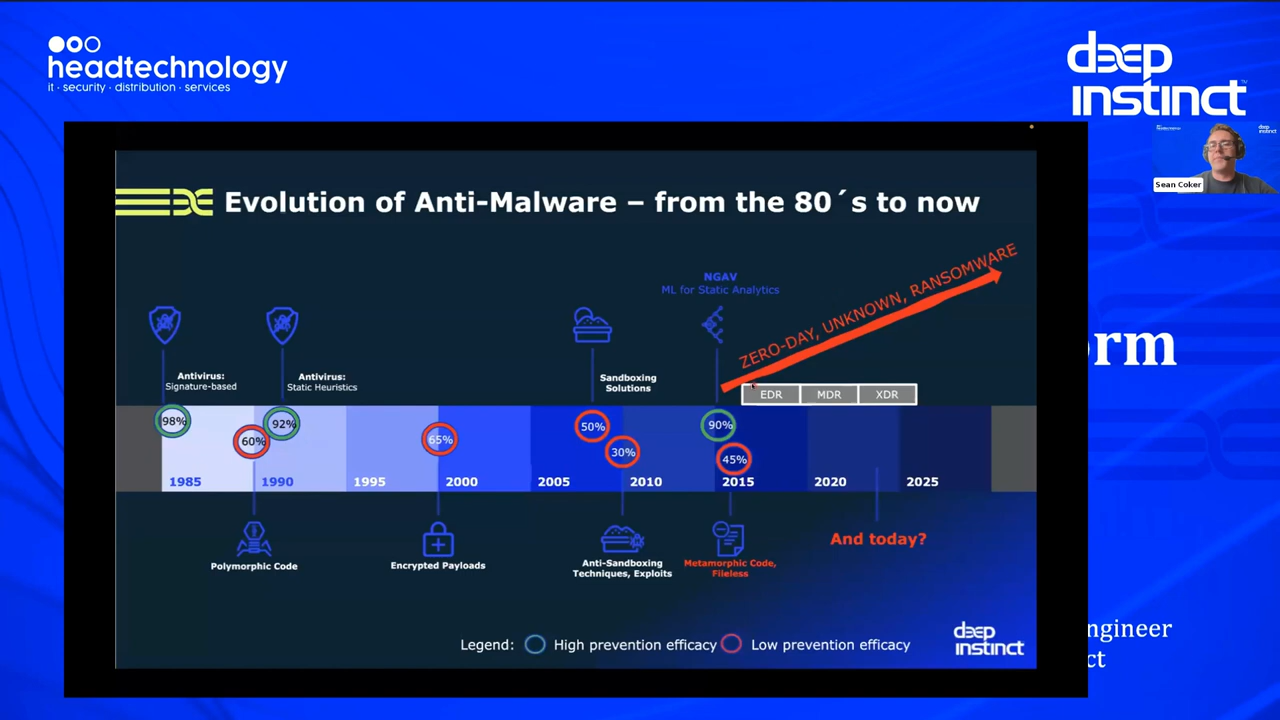 headtechnology
it · security · distribution · services
deep
instinct
Sean Coker
Evolution of Anti-Malware – from the 80´s to now
NGAV
ML for Static Analytics
ZERO-DAY, UNKNOWN, RANSOMWARE
Antivirus:
Signature-based
Antivirus:
Static Heuristics
Sandboxing
Solutions
EDR
MDR
XDR
98%
60%
92%
65%
50%
30%
90%
45%
1985
1990
1995
2000
2005
2010
2015
2020
2025
And today?
Polymorphic Code
Encrypted Payloads
Anti-Sandboxing
Techniques, Exploits
Metamorphic Code,
Fileless
Legend:
High prevention efficacy
Low prevention efficacy
deep
instinct
orm
ngineer
ct